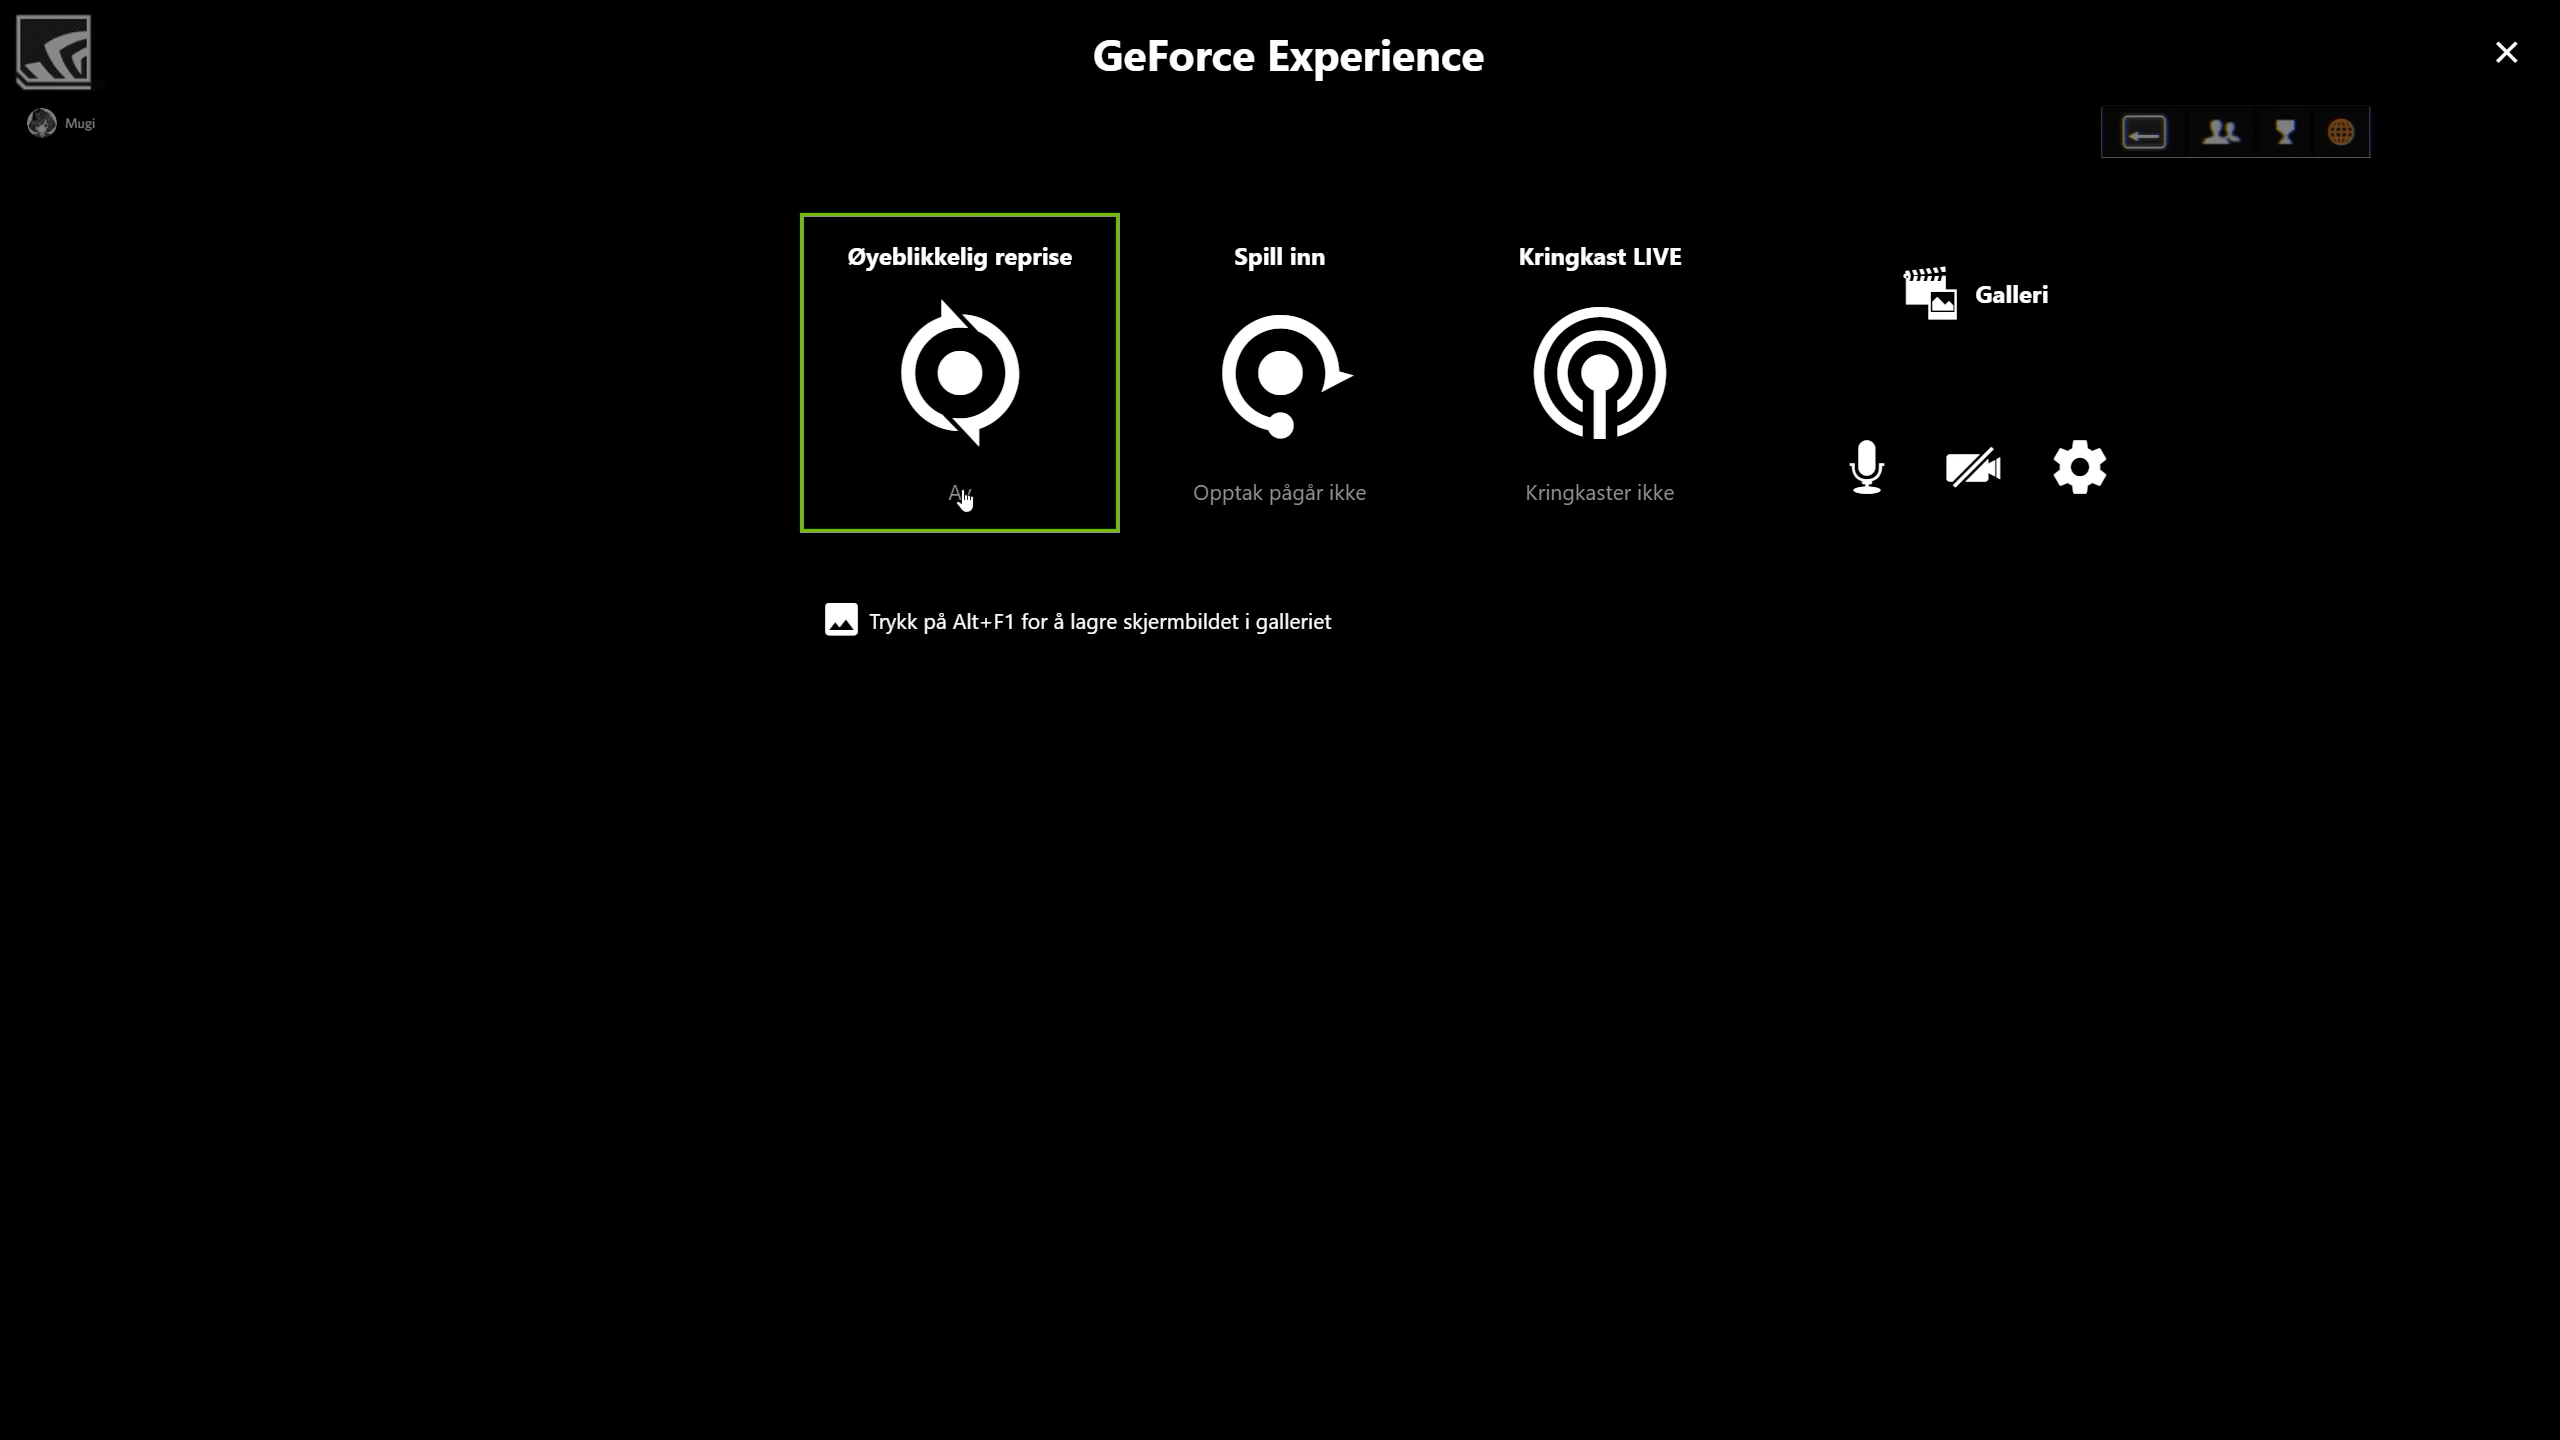 GeForce Experience
Mugi
Øyeblikkelig reprise
Spill inn
Kringkast LIVE
Galleri
Av
Opptak pågår ikke
Kringkaster ikke
Trykk på Alt+F1 for å lagre skjermbildet i galleriet